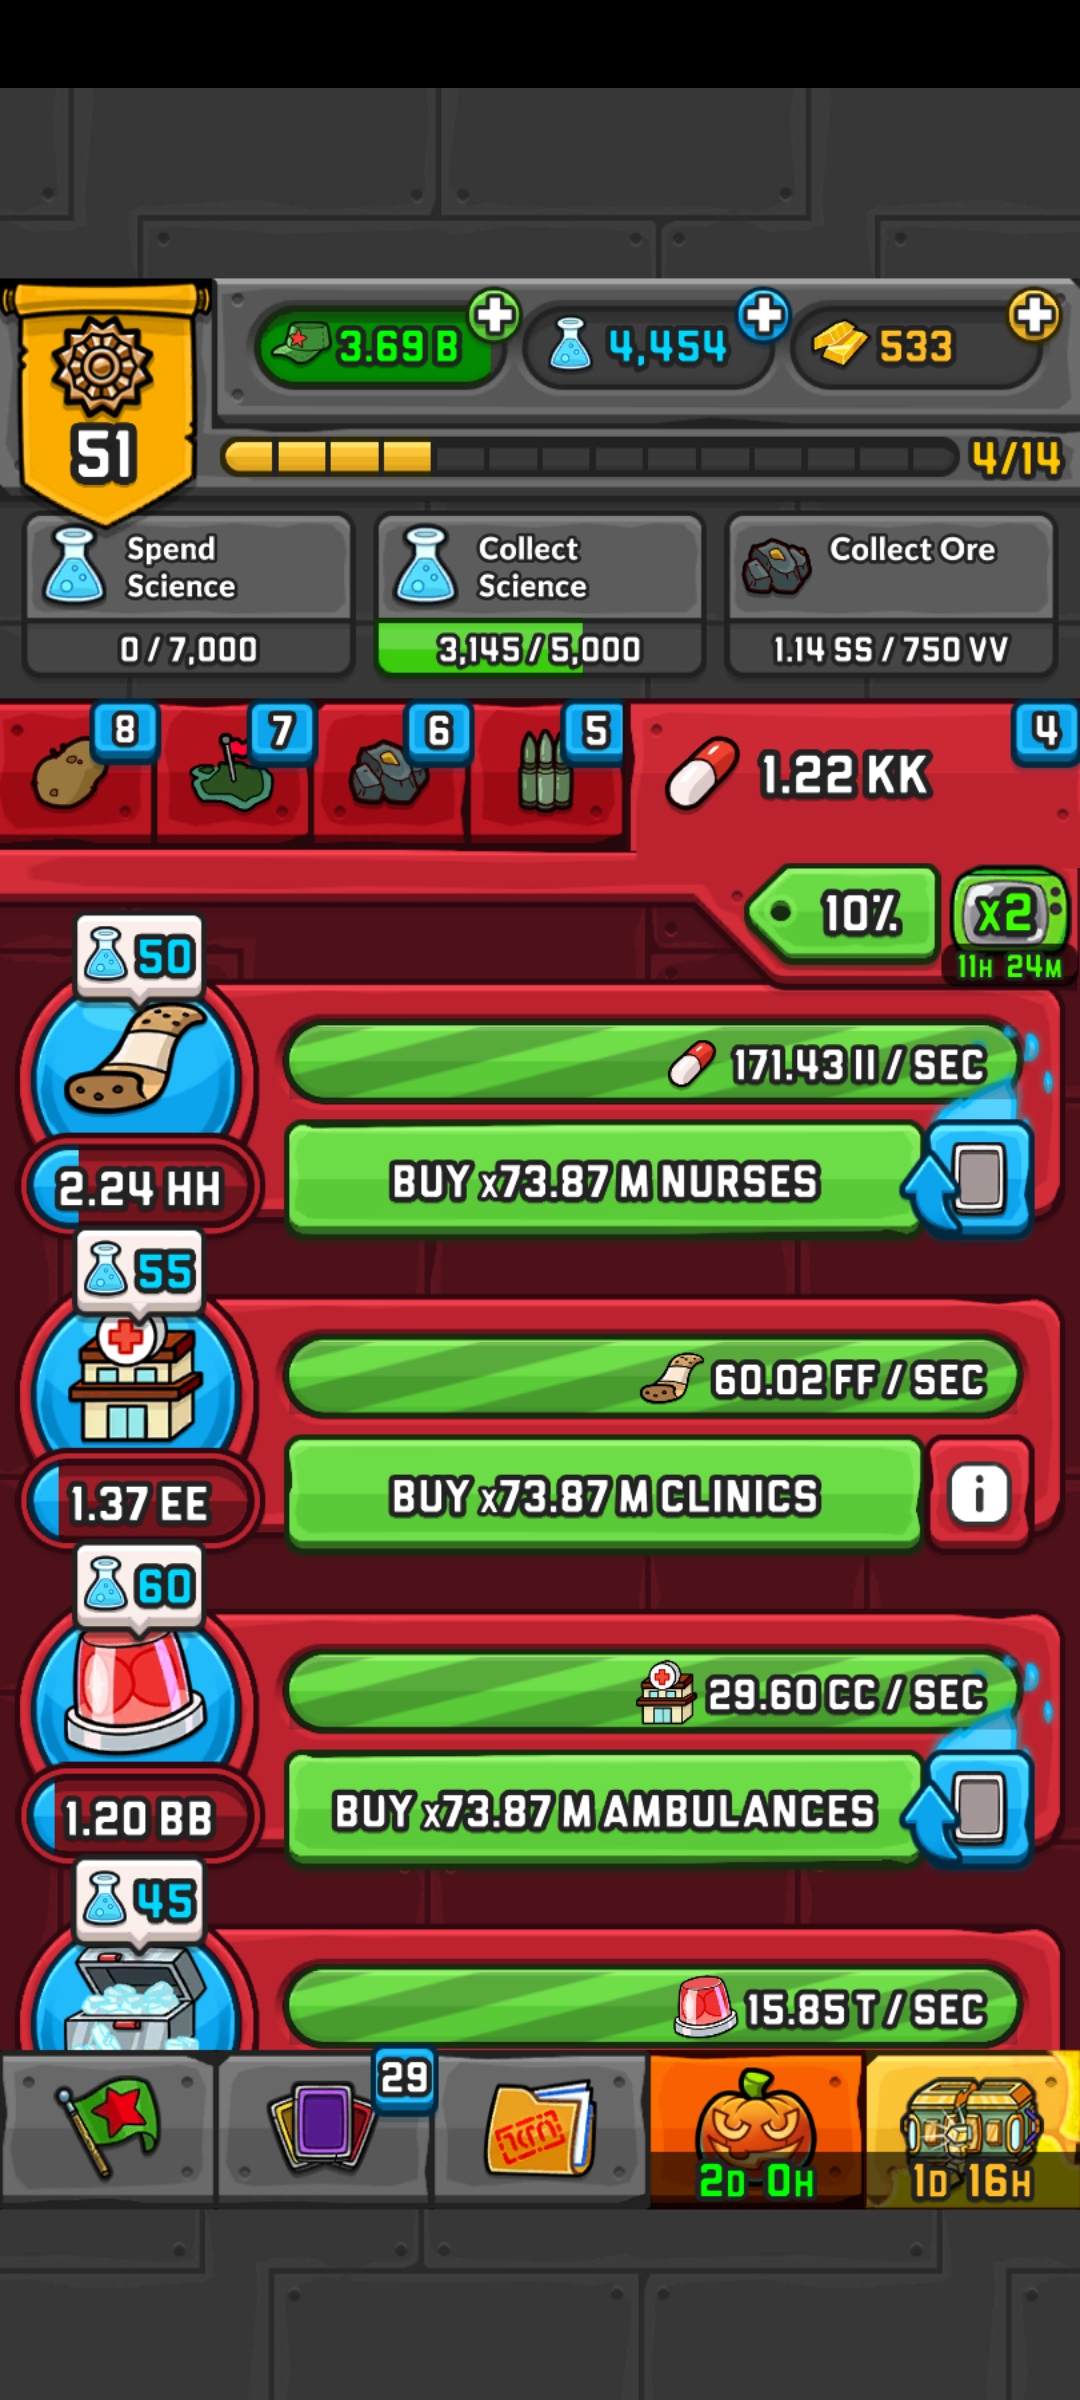 3.69 B
4,454
533
51
4/14
Spend
Science
0 / 7,000
Collect
Science
3,145 / 5,000
Collect Ore
1.14 SS / 750 VV
8
7
6
5
4
1.22 KK
10%
x2
11H 24M
50
171.43 II / SEC
2.24 HH
BUY x73.87 M NURSES
55
60.02 FF / SEC
1.37 EE
BUY x73.87 M CLINICS
i
60
29.60 CC / SEC
1.20 BB
BUY x73.87 M AMBULANCES
45
15.85 T / SEC
29
2D 0H
1D 16H